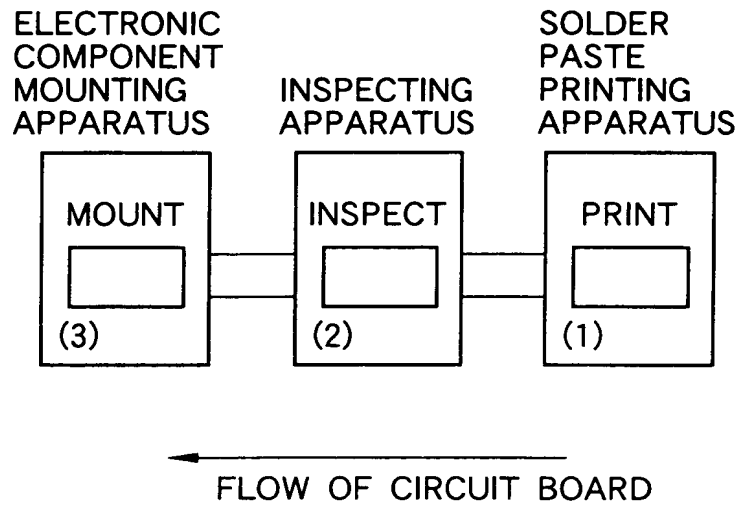 ELECTRONIC
COMPONENT
MOUNTING
APPARATUS
INSPECTING
APPARATUS
SOLDER
PASTE
PRINTING
APPARATUS
MOUNT
INSPECT
PRINT
(3)
(2)
(1)
FLOW OF CIRCUIT BOARD